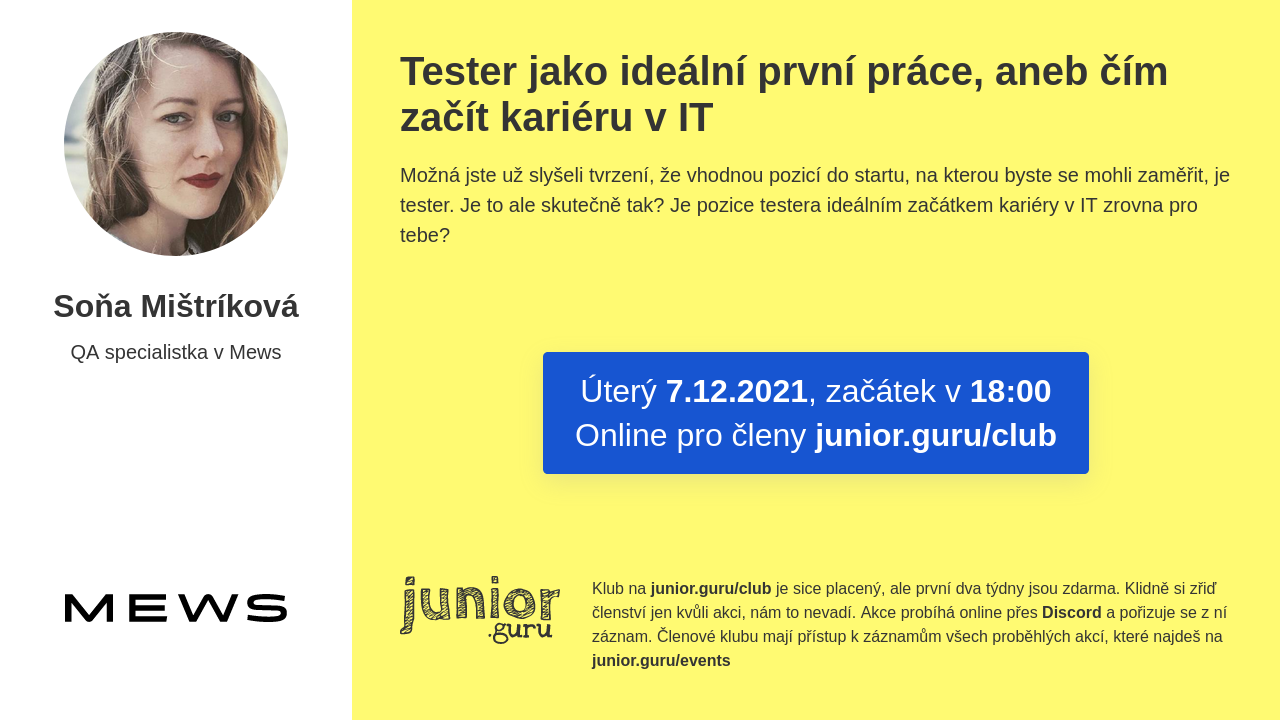 Soňa Mištríková
QA specialistka v Mews
MEWS
Tester jako ideální první práce, aneb čím
začít kariéru v IT
Možná jste už slyšeli tvrzení, že vhodnou pozicí do startu, na kterou byste se mohli zaměřit, je
tester. Je to ale skutečně tak? Je pozice testera ideálním začátkem kariéry v IT zrovna pro
tebe?
Úterý 7.12.2021, začátek v 18:00
Online pro členy junior.guru/club
junior
.guru
Klub na junior.guru/club je sice placený, ale první dva týdny jsou zdarma. Klidně si zřiď
členství jen kvůli akci, nám to nevadí. Akce probíhá online přes Discord a pořizuje se z ní
záznam. Členové klubu mají přístup k záznamům všech proběhlých akcí, které najdeš na
junior.guru/events